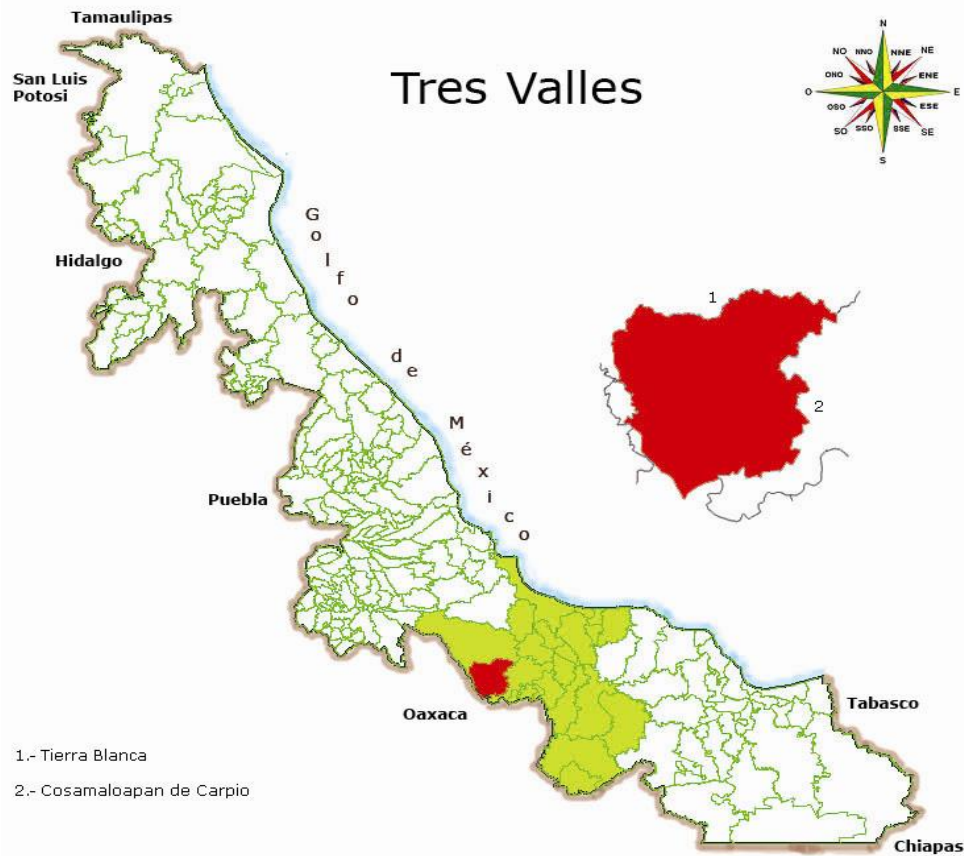 Tamaulipas
San Luis
Potosi
Tres Valles
N
NNO
NNE
NO
NE
ONO
ENE
O
E
OSO
ESE
SO
SSO
SSE
SE
S
Golfo de México
Hidalgo
1
2
Puebla
Oaxaca
Tabasco
1.- Tierra Blanca
2.- Cosamaloapan de Carpio
Chiapas